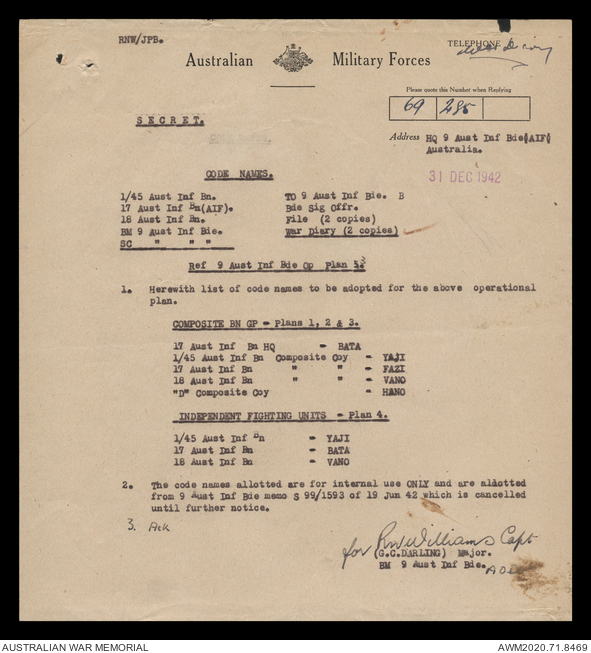 RNW/JPB.
TELEPHONE
Australian Military Forces
Please quote this Number when Replying
69 285
SECRET.
Address HQ 9 Aust Inf Bde(AIF)
Australia.
31 DEC 1942
CODE NAMES.
1/45 Aust Inf Bn. TO 9 Aust Inf Bde. B
17 Aust Inf Bn(AIF). Bde Sig Offr.
18 Aust Inf Bn. File (2 copies)
BM 9 Aust Inf Bde. War Diary (2 copies)
SC " " "
Ref 9 Aust Inf Bde Op Plan
1. Herewith list of code names to be adopted for the above operational
plan.
COMPOSITE BN GP - Plans 1, 2 & 3.
17 Aust Inf Bn HQ - BATA
1/45 Aust Inf Bn Composite Coy - YAJI
17 Aust Inf Bn " " - FAZI
18 Aust Inf Bn " " - VANO
"D" Composite Coy - HANO
INDEPENDENT FIGHTING UNITS - Plan 4.
1/45 Aust Inf Bn - YAJI
17 Aust Inf Bn - BATA
18 Aust Inf Bn - VANO
2. The code names allotted are for internal use ONLY and are allotted
from 9 Aust Inf Bde memo S 99/1593 of 19 Jun 42 which is cancelled
until further notice.
3. Ack
for RNWilliams Capt
(G.C.DARLING) Major.
BM 9 Aust Inf Bde.
AUSTRALIAN WAR MEMORIAL
AWM2020.71.8469